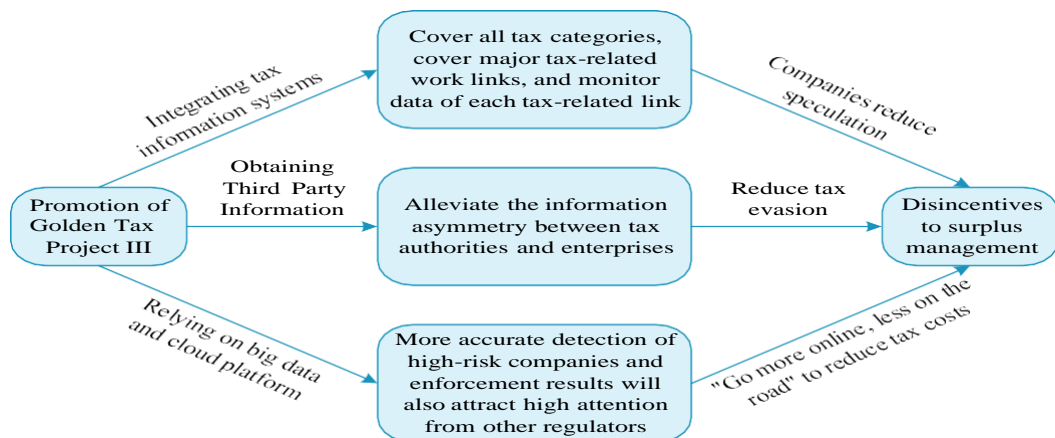 Cover all tax categories,
cover major tax-related
work links, and monitor
data of each tax-related link
Integrating tax
information systems
Companies reduce
speculation
Obtaining
Third Party
Information
Promotion of
Golden Tax
Project III
Alleviate the information
asymmetry between tax
authorities and enterprises
Reduce tax
evasion
Disincentives
to surplus
management
Relying on big data
and cloud platform
More accurate detection of
high-risk companies and
enforcement results will
also attract high attention
from other regulators
"Go more online, less on the
road" to reduce tax costs